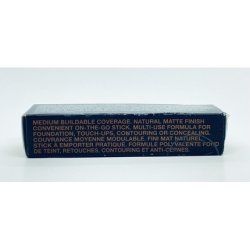 MEDIUM BUILDABLE COVERAGE. NATURAL MATTE FINISH
CONVENIENT ON-THE-GO STICK. MULTI-USE FORMULA FOR
FOUNDATION, TOUCH-UPS, CONTOURING OR CONCEALING.
COUVRANCE MOYENNE MODULABLE. FINI MAT NATUREL
STICK A EMPORTER PRATIQUE. FORMULE POLYVALENTE FOND
DE TEINT, RETOUCHES, CONTOURING ET ANTI-CERNES.